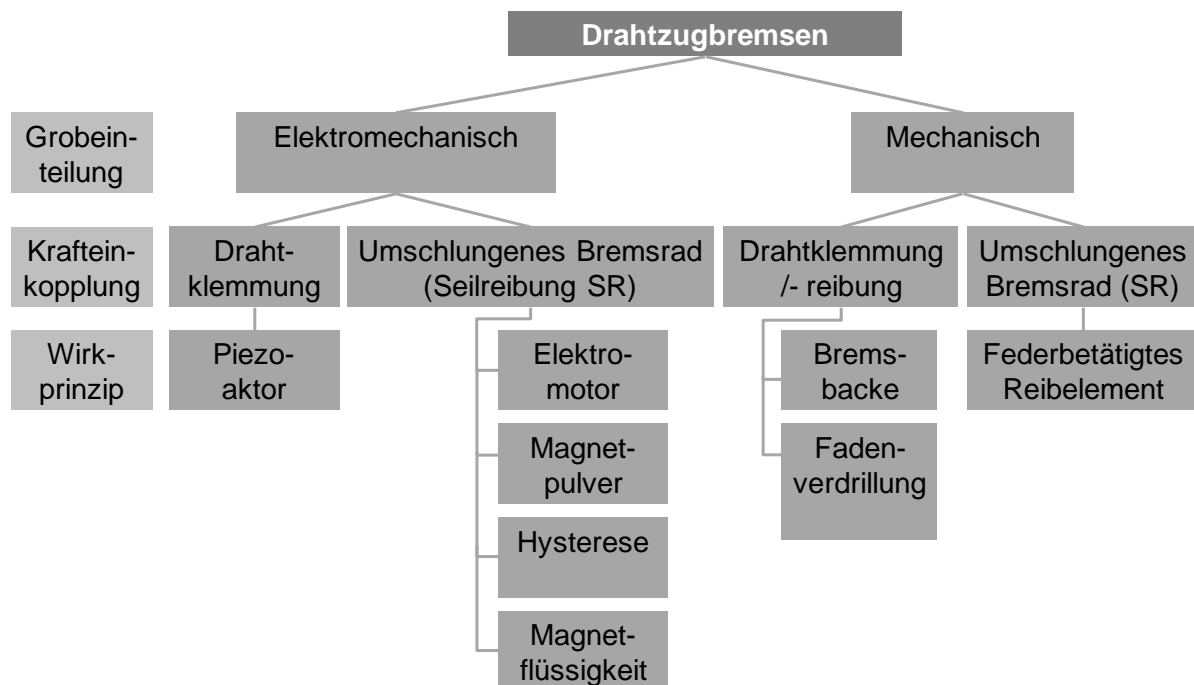 Drahtzugbremsen
Grobein-
teilung
Elektromechanisch
Mechanisch
Kraftein-
kopplung
Draht-
klemmung
Umschlungenes Bremsrad
(Seilreibung SR)
Drahtklemmung
/- reibung
Umschlungenes
Bremsrad (SR)
Wirk-
prinzip
Piezo-
aktor
Elektro-
motor
Brems-
backe
Federbetätigtes
Reibelement
Magnet-
pulver
Faden-
verdrillung
Hysterese
Magnet-
flüssigkeit